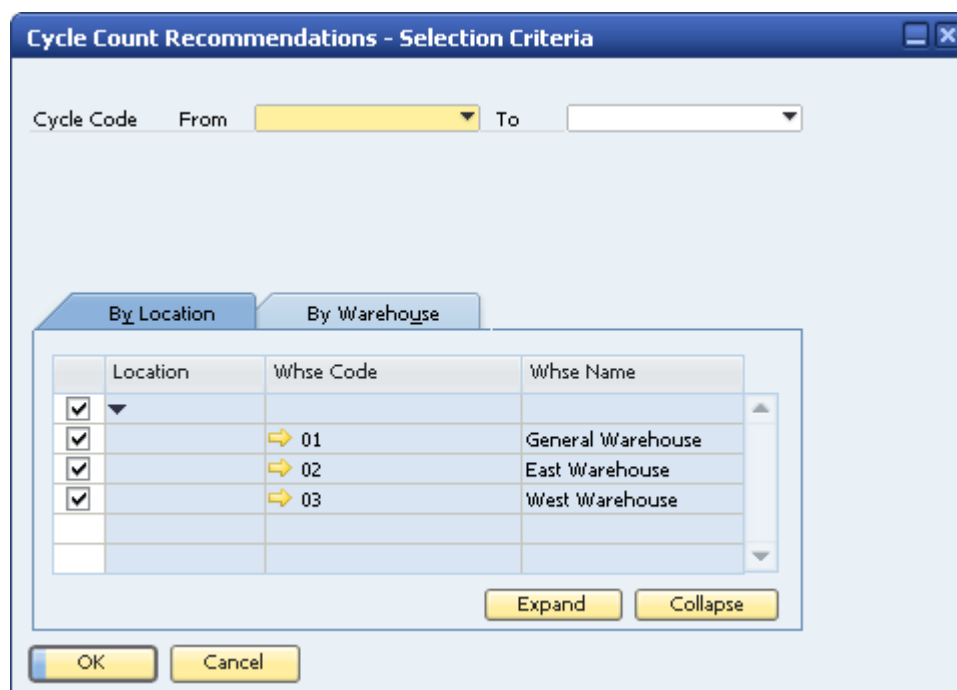 Cycle Count Recommendations - Selection Criteria
Cycle Code From To
By Location By Warehouse
Location Whse Code Whse Name
01 General Warehouse
02 East Warehouse
03 West Warehouse
Expand Collapse
OK Cancel